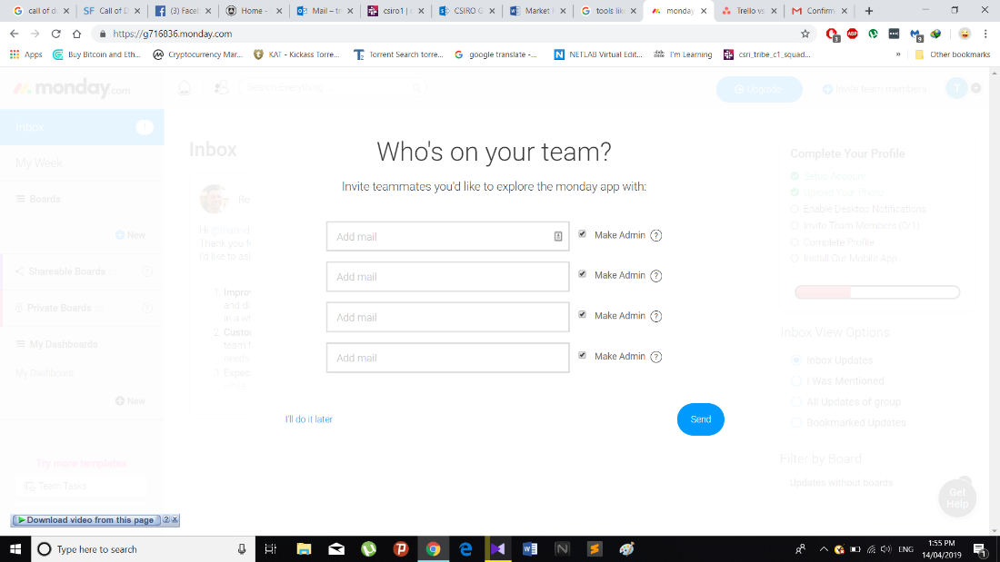 call of d
Call of D
(3) Faceb
Home -
Mail – tr
csiro1 | c
CSIRO G
Market
tools lik
monday
Trello vs
Confirm
https://g716836.monday.com
Apps
Buy Bitcoin and Eth...
Cryptocurrency Mar...
KAT - Kickass Torre...
Torrent Search torre...
google translate -...
NETLAB Virtual Edit...
I'm Learning
csri_tribe_c1_squad...
»
Other bookmarks
monday.com
Search Everything ...
Upgrade
Invite team members
T
Inbox
1
My Week
Boards
New
Shareable Boards
Private Boards
My Dashboards
My Dashboard
New
Try more templates
Team Tasks
Inbox
Ro
Hi
Thank you f
I'd like to as
1. Improv
and di
in a w
2. Custo
team
needs
3. Expec
Who's on your team?
Invite teammates you'd like to explore the monday app with:
Add mail
Make Admin ?
Add mail
Make Admin ?
Add mail
Make Admin ?
Add mail
Make Admin ?
I'll do it later
Send
Complete Your Profile
Setup Account
Upload Your Photo
Enable Desktop Notifications
Invite Team Members (0/1)
Complete Profile
Install Our Mobile App
Inbox View Options
Inbox Updates
I Was Mentioned
All Updates of group
Bookmarked Updates
Filter by Board
Updates without boards
Get
Help
Download video from this page ? X
Type here to search
ENG
1:55 PM
14/04/2019
1